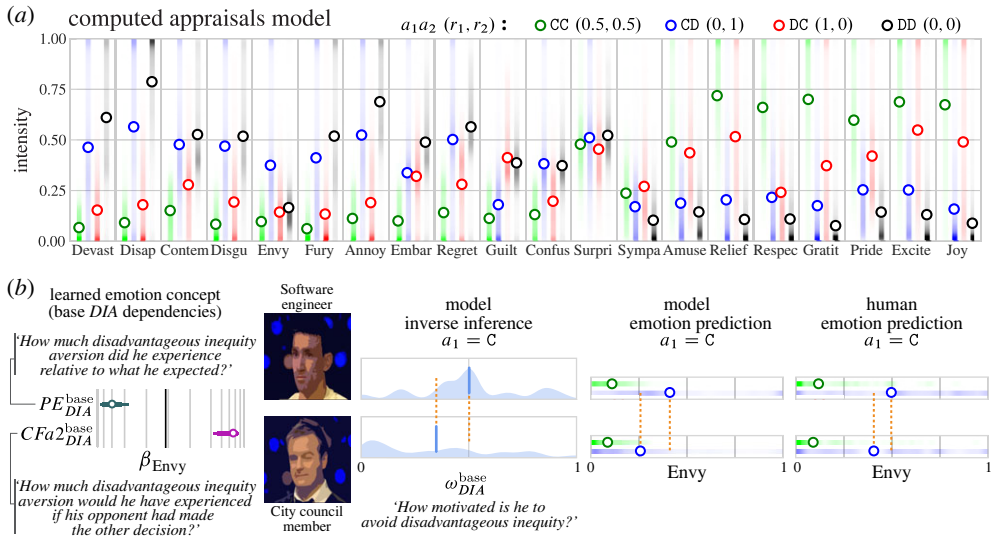 (a) computed appraisals model
a₁a₂ (r₁, r₂) : CC (0.5, 0.5) CD (0, 1) DC (1, 0) DD (0, 0)
intensity
1.00
0.75
0.50
0.25
0.00
Devast Disap Contem Disgu Envy Fury Annoy Embar Regret Guilt Confus Surpri Sympa Amuse Relief Respec Gratit Pride Excite Joy
(b)
learned emotion concept
(base DIA dependencies)
‘How much disadvantageous inequity
aversion did he experience
relative to what he expected?’
PE^base_DIA
CFa2^base_DIA
β_Envy
‘How much disadvantageous inequity
aversion would he have experienced
if his opponent had made
the other decision?’
Software
engineer
City council
member
model
inverse inference
a₁ = C
0 1
ω^base_DIA
‘How motivated is he to
avoid disadvantageous inequity?’
model
emotion prediction
a₁ = C
0 Envy 1
human
emotion prediction
a₁ = C
0 Envy 1